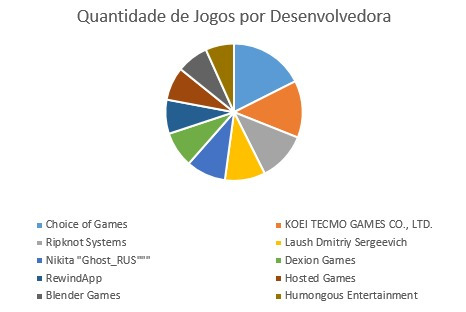 Quantidade de Jogos por Desenvolvedora
Choice of Games
KOEI TECMO GAMES CO., LTD.
Ripknot Systems
Laush Dmitriy Sergeevich
Nikita "Ghost_RUS"""
Dexion Games
RewindApp
Hosted Games
Blender Games
Humongous Entertainment